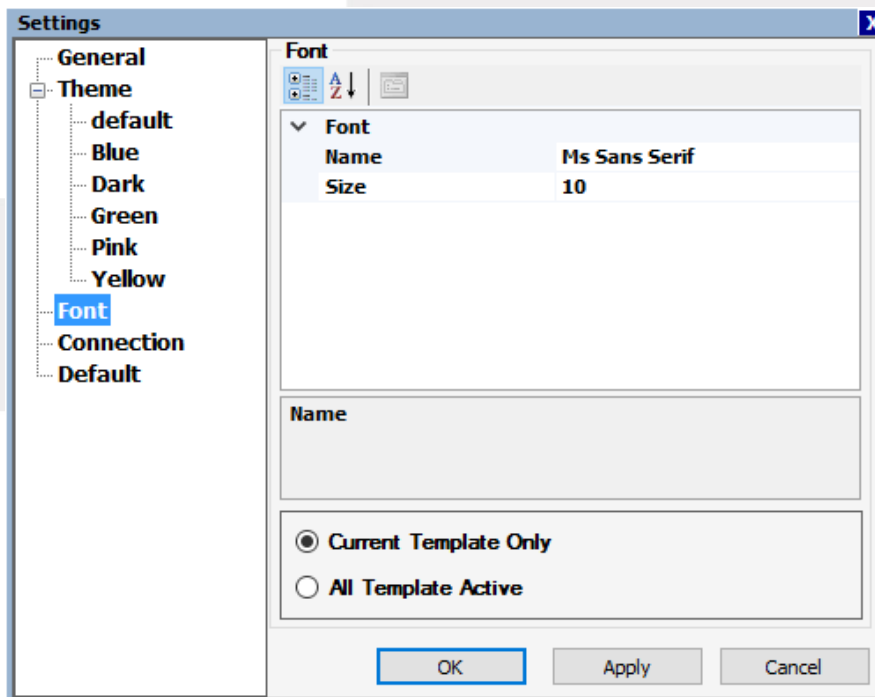 Settings
X
General
Theme
default
Blue
Dark
Green
Pink
Yellow
Font
Connection
Default
Font
A
Z
Font
Name Ms Sans Serif
Size 10
Name
Current Template Only
All Template Active
OK Apply Cancel